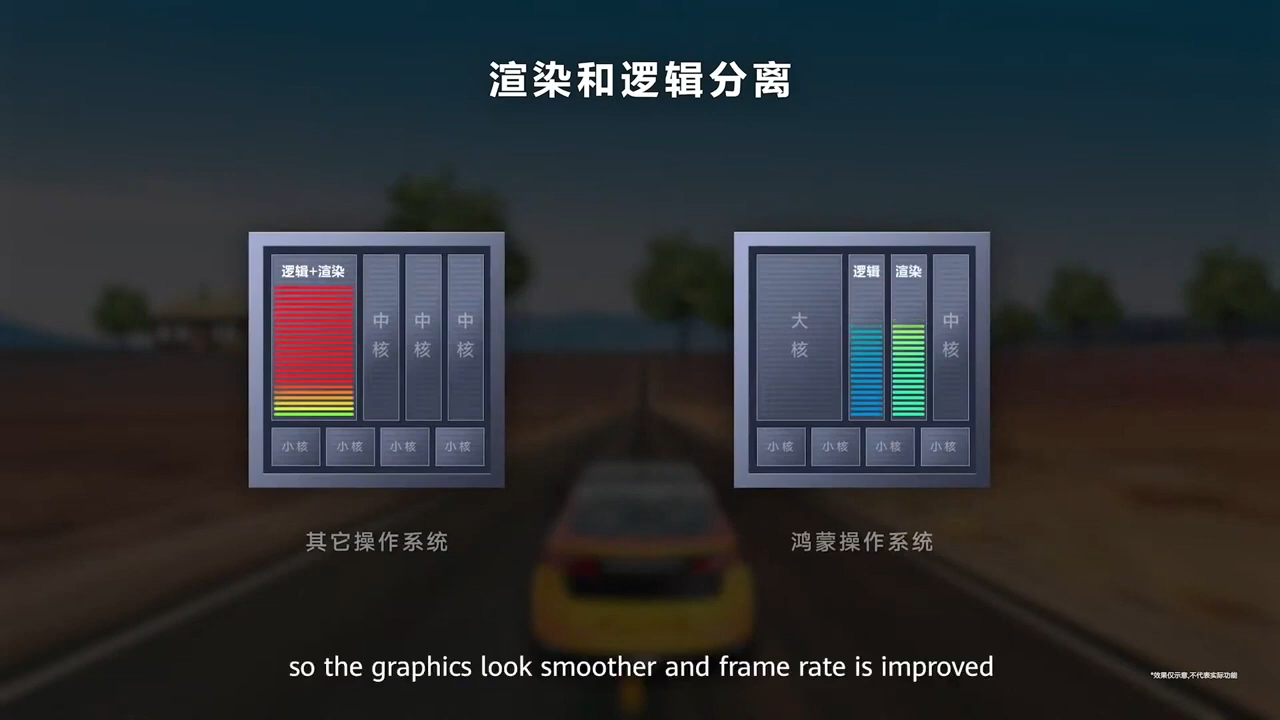 渲染和逻辑分离
逻辑+渲染
中核
中核
中核
小核
小核
小核
小核
大核
逻辑
渲染
中核
小核
小核
小核
小核
其它操作系统
鸿蒙操作系统
so the graphics look smoother and frame rate is improved
*效果仅示意,不代表实际功能